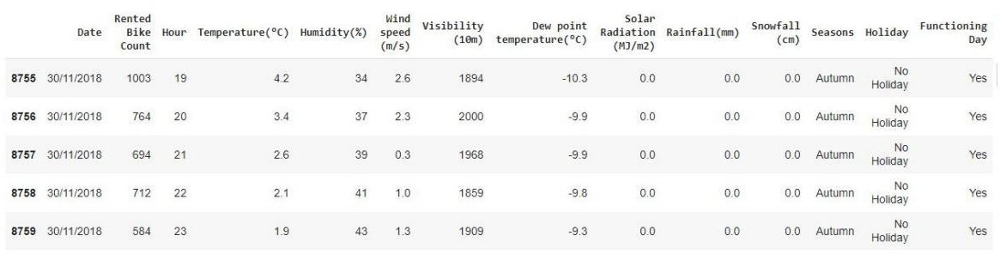 Date Rented Bike Count Hour Temperature(°C) Humidity(%) Wind speed (m/s) Visibility (10m) Dew point temperature(°C) Solar Radiation (MJ/m2) Rainfall(mm) Snowfall (cm) Seasons Holiday Functioning Day
8755 30/11/2018 1003 19 4.2 34 2.6 1894 -10.3 0.0 0.0 0.0 Autumn No Holiday Yes
8756 30/11/2018 764 20 3.4 37 2.3 2000 -9.9 0.0 0.0 0.0 Autumn No Holiday Yes
8757 30/11/2018 694 21 2.6 39 0.3 1968 -9.9 0.0 0.0 0.0 Autumn No Holiday Yes
8758 30/11/2018 712 22 2.1 41 1.0 1859 -9.8 0.0 0.0 0.0 Autumn No Holiday Yes
8759 30/11/2018 584 23 1.9 43 1.3 1909 -9.3 0.0 0.0 0.0 Autumn No Holiday Yes